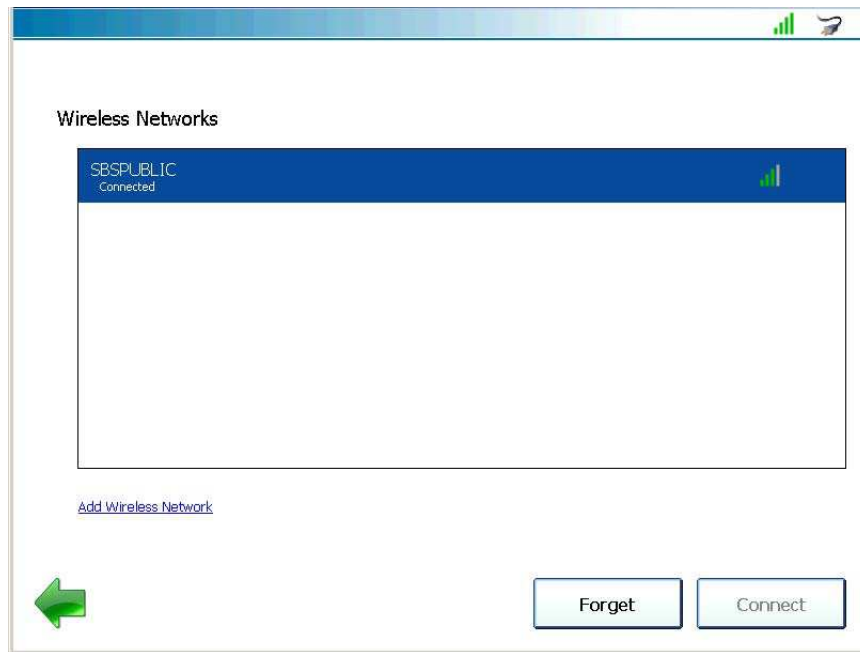 Wireless Networks
SBSPUBLIC
Connected
Add Wireless Network
Forget
Connect